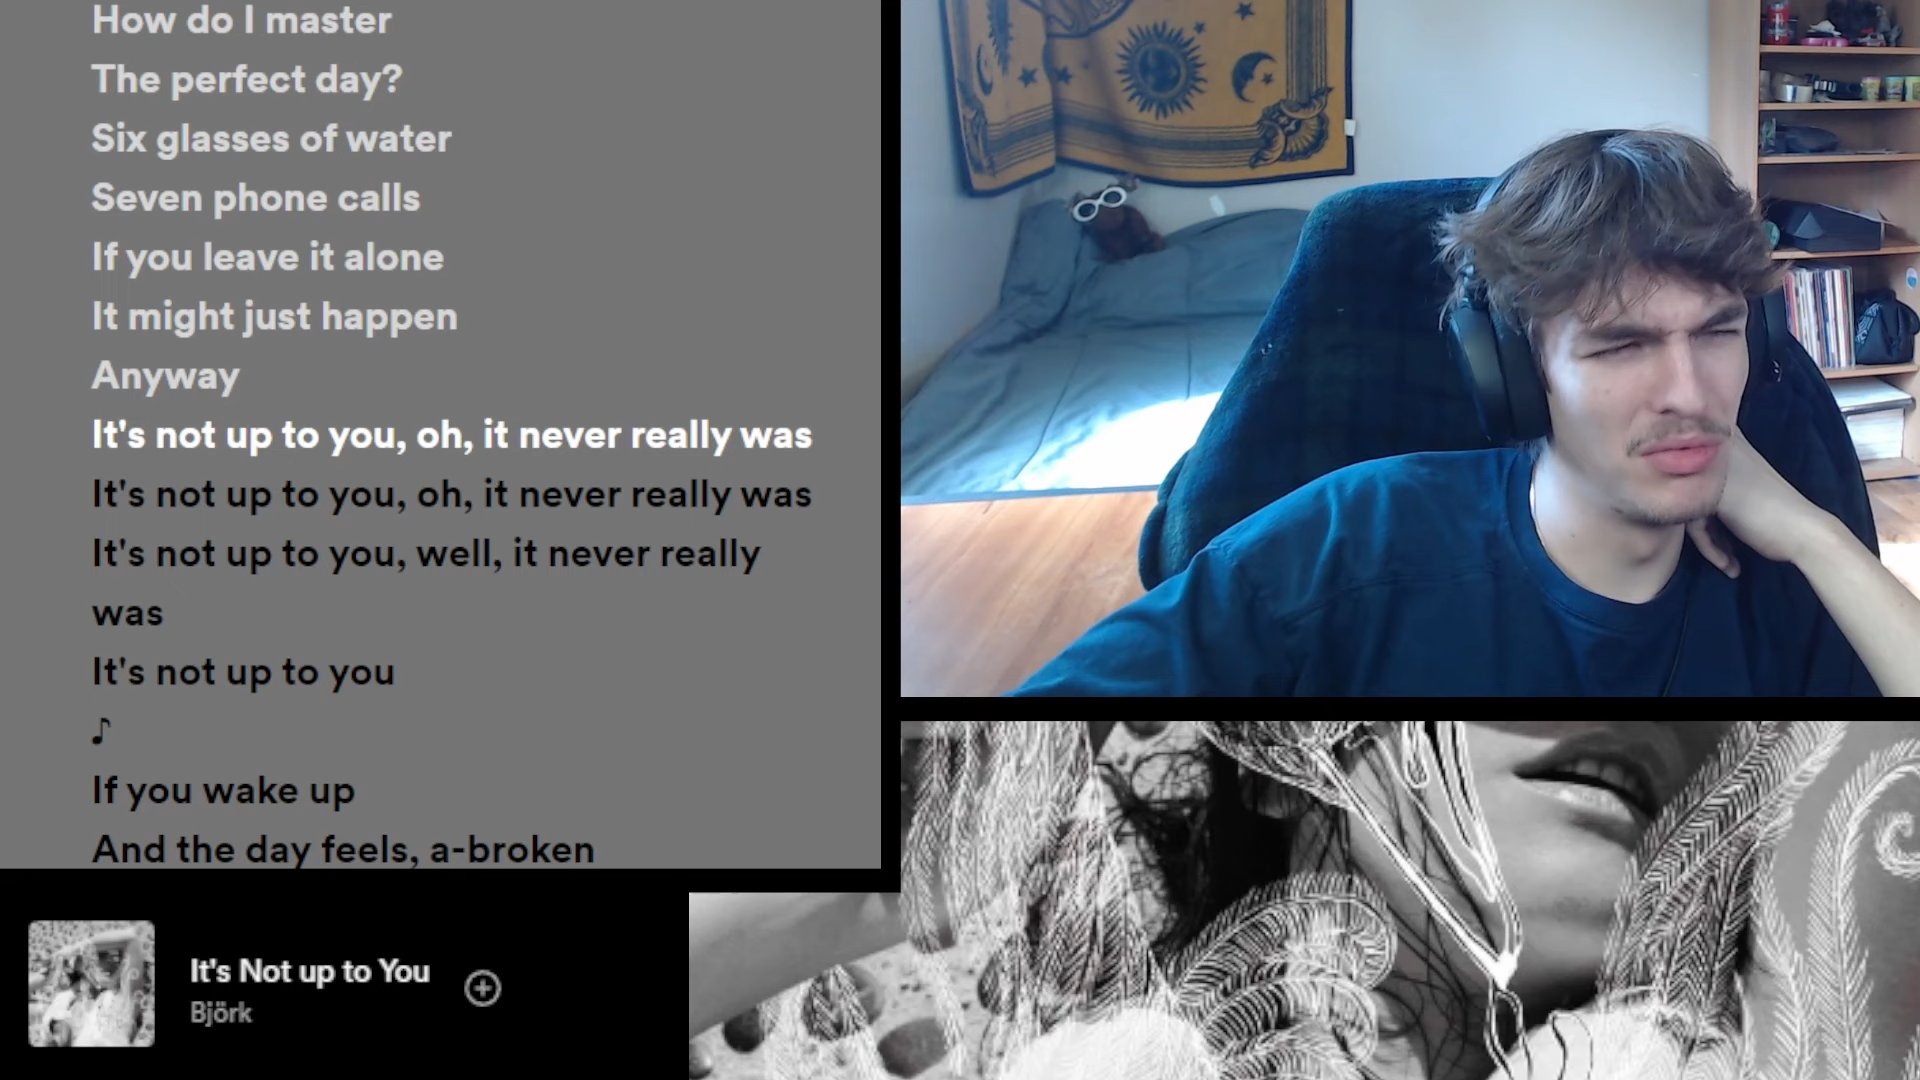 How do I master
The perfect day?
Six glasses of water
Seven phone calls
If you leave it alone
It might just happen
Anyway
It's not up to you, oh, it never really was
It's not up to you, oh, it never really was
It's not up to you, well, it never really
was
It's not up to you
♪
If you wake up
And the day feels, a-broken
It's Not up to You
Björk